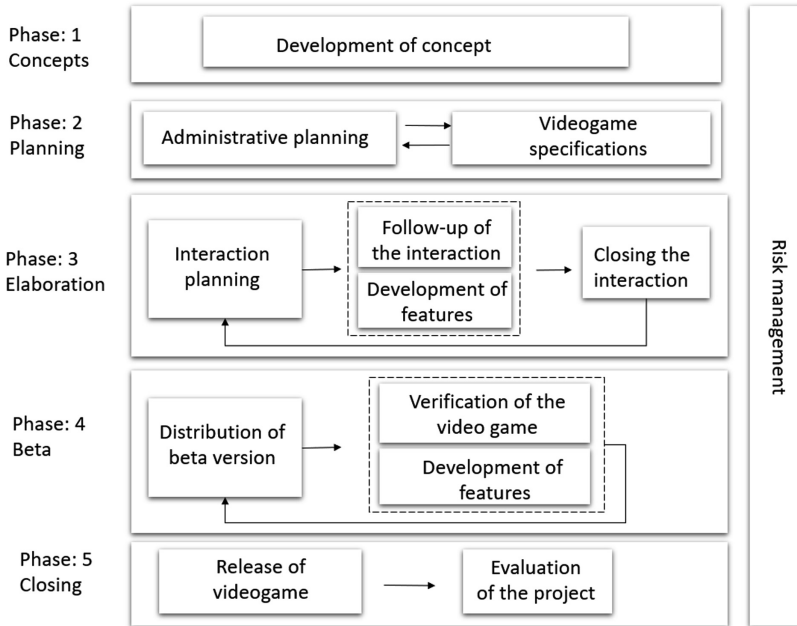 Phase: 1
Concepts
Development of concept
Phase: 2
Planning
Administrative planning
Videogame
specifications
Phase: 3
Elaboration
Interaction
planning
Follow-up of
the interaction
Development of
features
Closing the
interaction
Phase: 4
Beta
Distribution of
beta version
Verification of the
video game
Development of
features
Phase: 5
Closing
Release of
videogame
Evaluation
of the project
Risk management